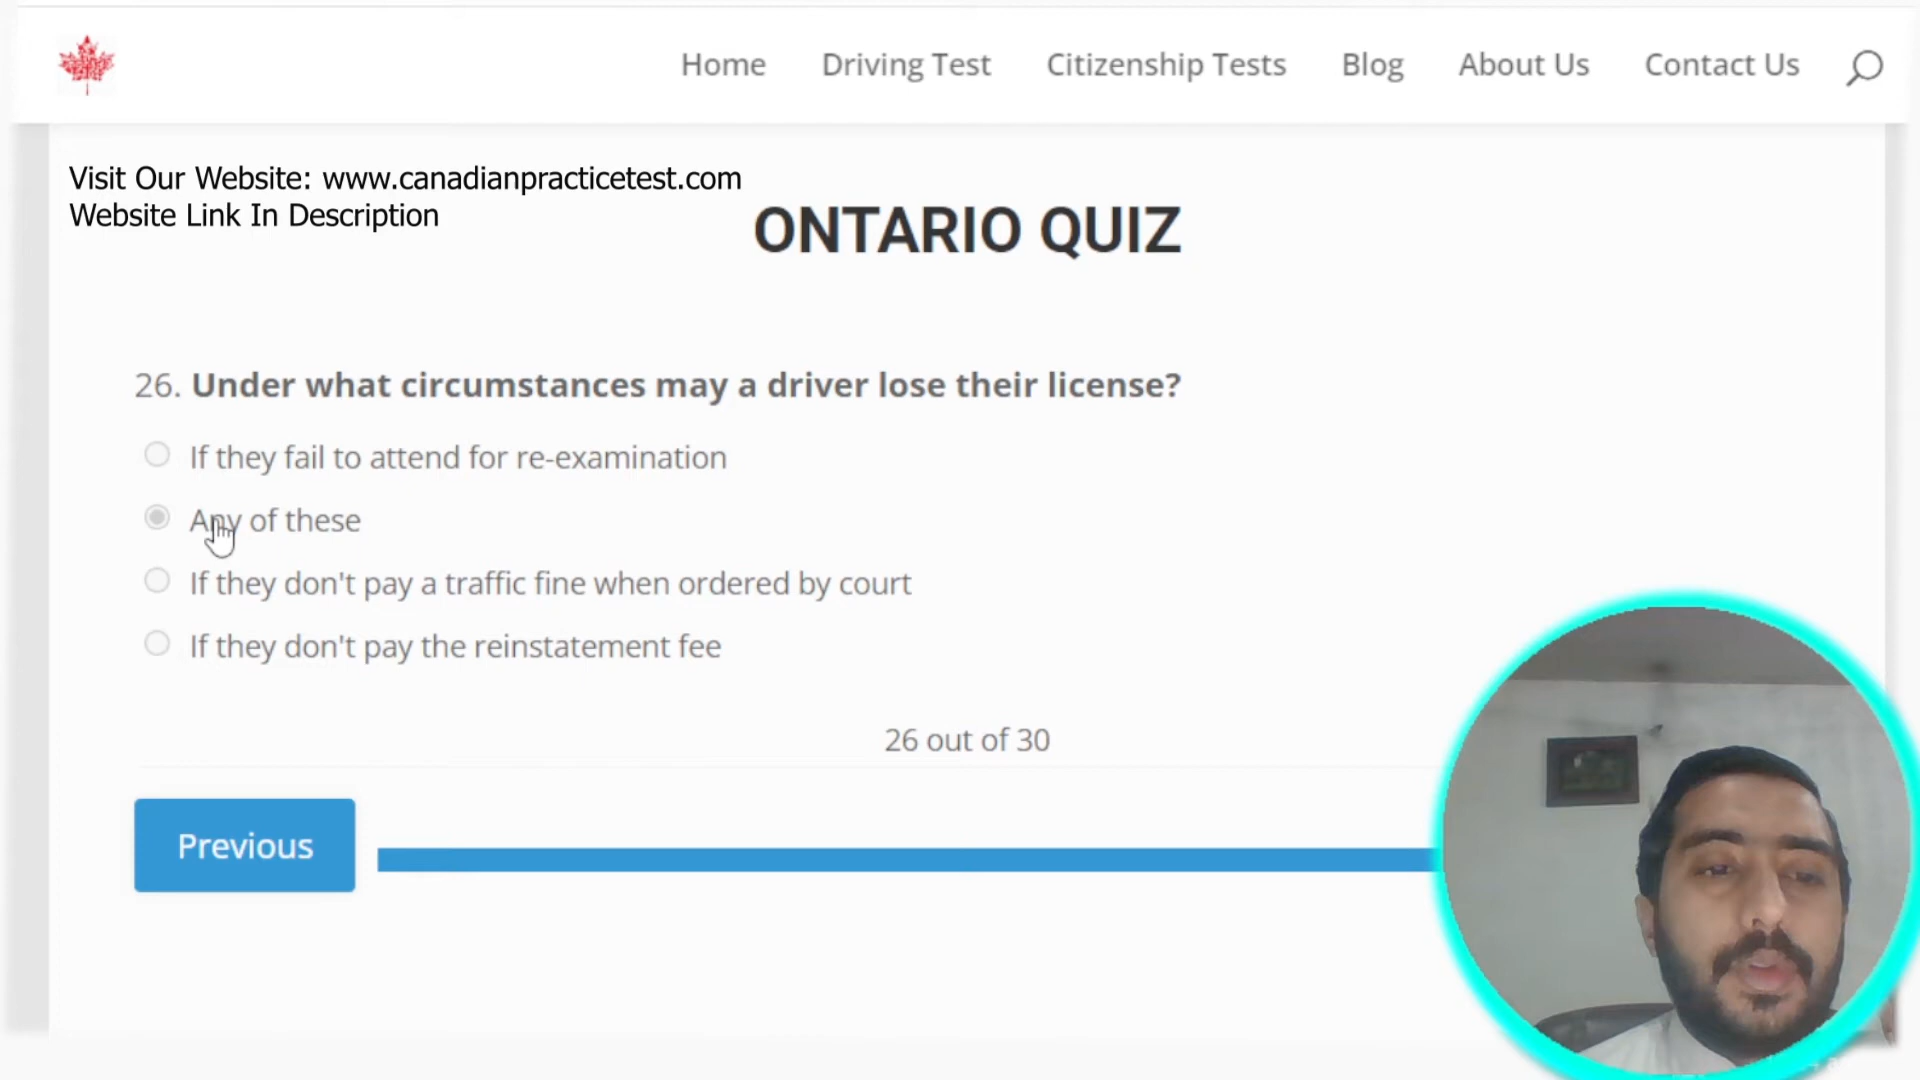 Home Driving Test Citizenship Tests Blog About Us Contact Us
Visit Our Website: www.canadianpracticetest.com
Website Link In Description
ONTARIO QUIZ
26. Under what circumstances may a driver lose their license?
If they fail to attend for re-examination
Any of these
If they don't pay a traffic fine when ordered by court
If they don't pay the reinstatement fee
26 out of 30
Previous